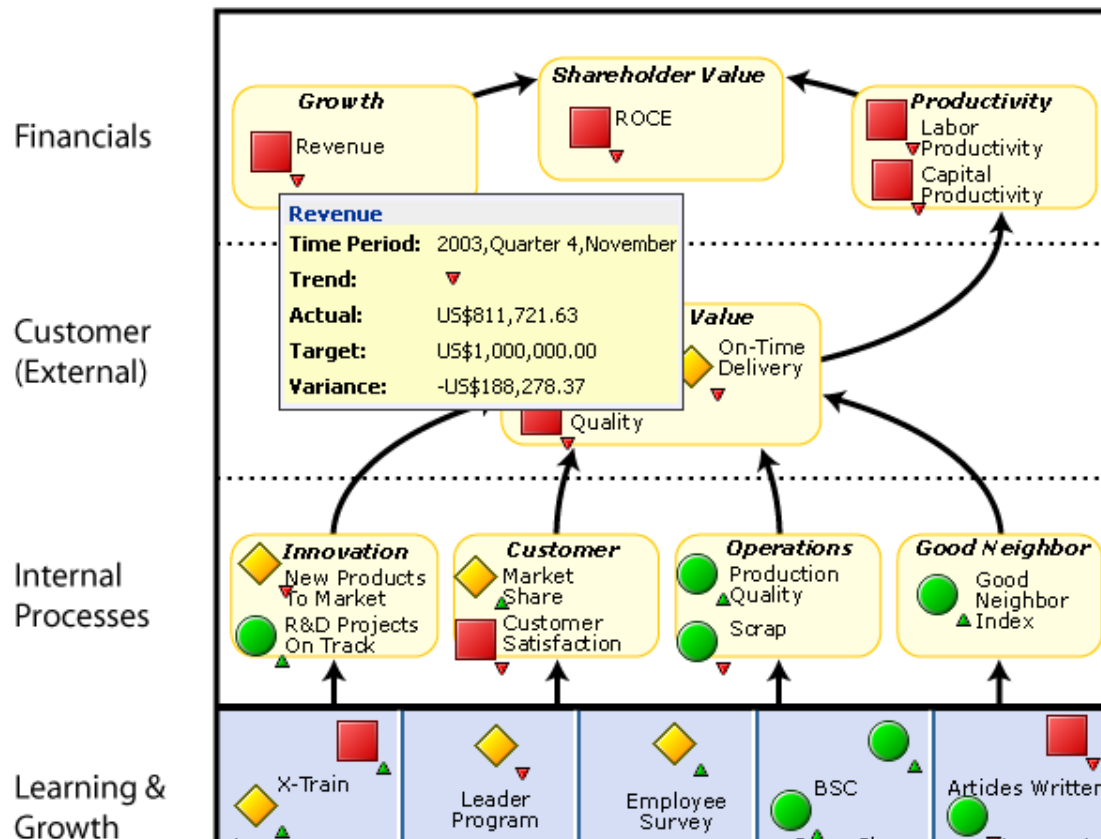 Financials
Growth
Revenue
Shareholder Value
ROCE
Productivity
Labor
Productivity
Capital
Productivity
Revenue
Time Period: 2003,Quarter 4,November
Trend:
Actual: US$811,721.63
Target: US$1,000,000.00
Variance: -US$188,278.37
Customer
(External)
Value
On-Time
Delivery
Quality
Internal
Processes
Innovation
New Products
To Market
R&D Projects
On Track
Customer
Market
Share
Customer
Satisfaction
Operations
Production
Quality
Scrap
Good Neighbor
Good
Neighbor
Index
Learning &
Growth
X-Train
Leader
Program
Employee
Survey
BSC
Articles Written